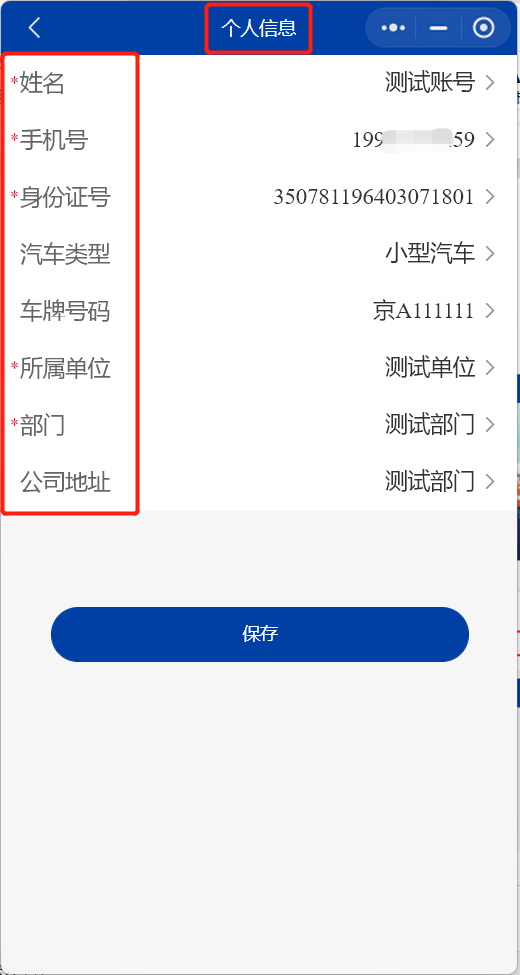 个人信息
*姓名 测试账号
*手机号 199 59
*身份证号 350781196403071801
汽车类型 小型汽车
车牌号码 京A111111
*所属单位 测试单位
*部门 测试部门
公司地址 测试部门
保存